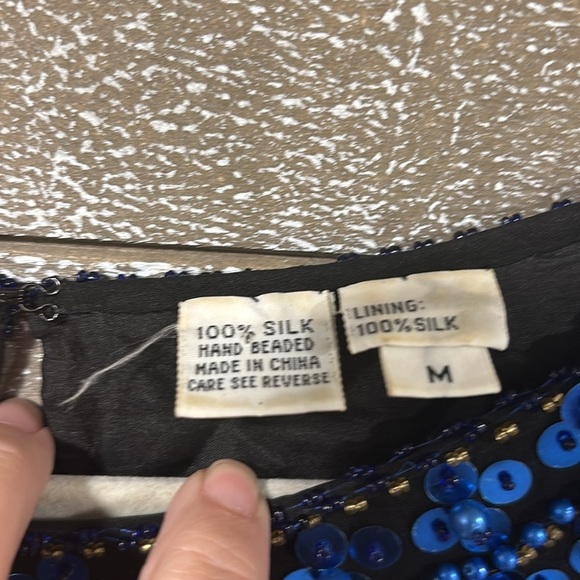 100% SILK
HAND BEADED
MADE IN CHINA
CARE SEE REVERSE
LINING:
100% SILK
M